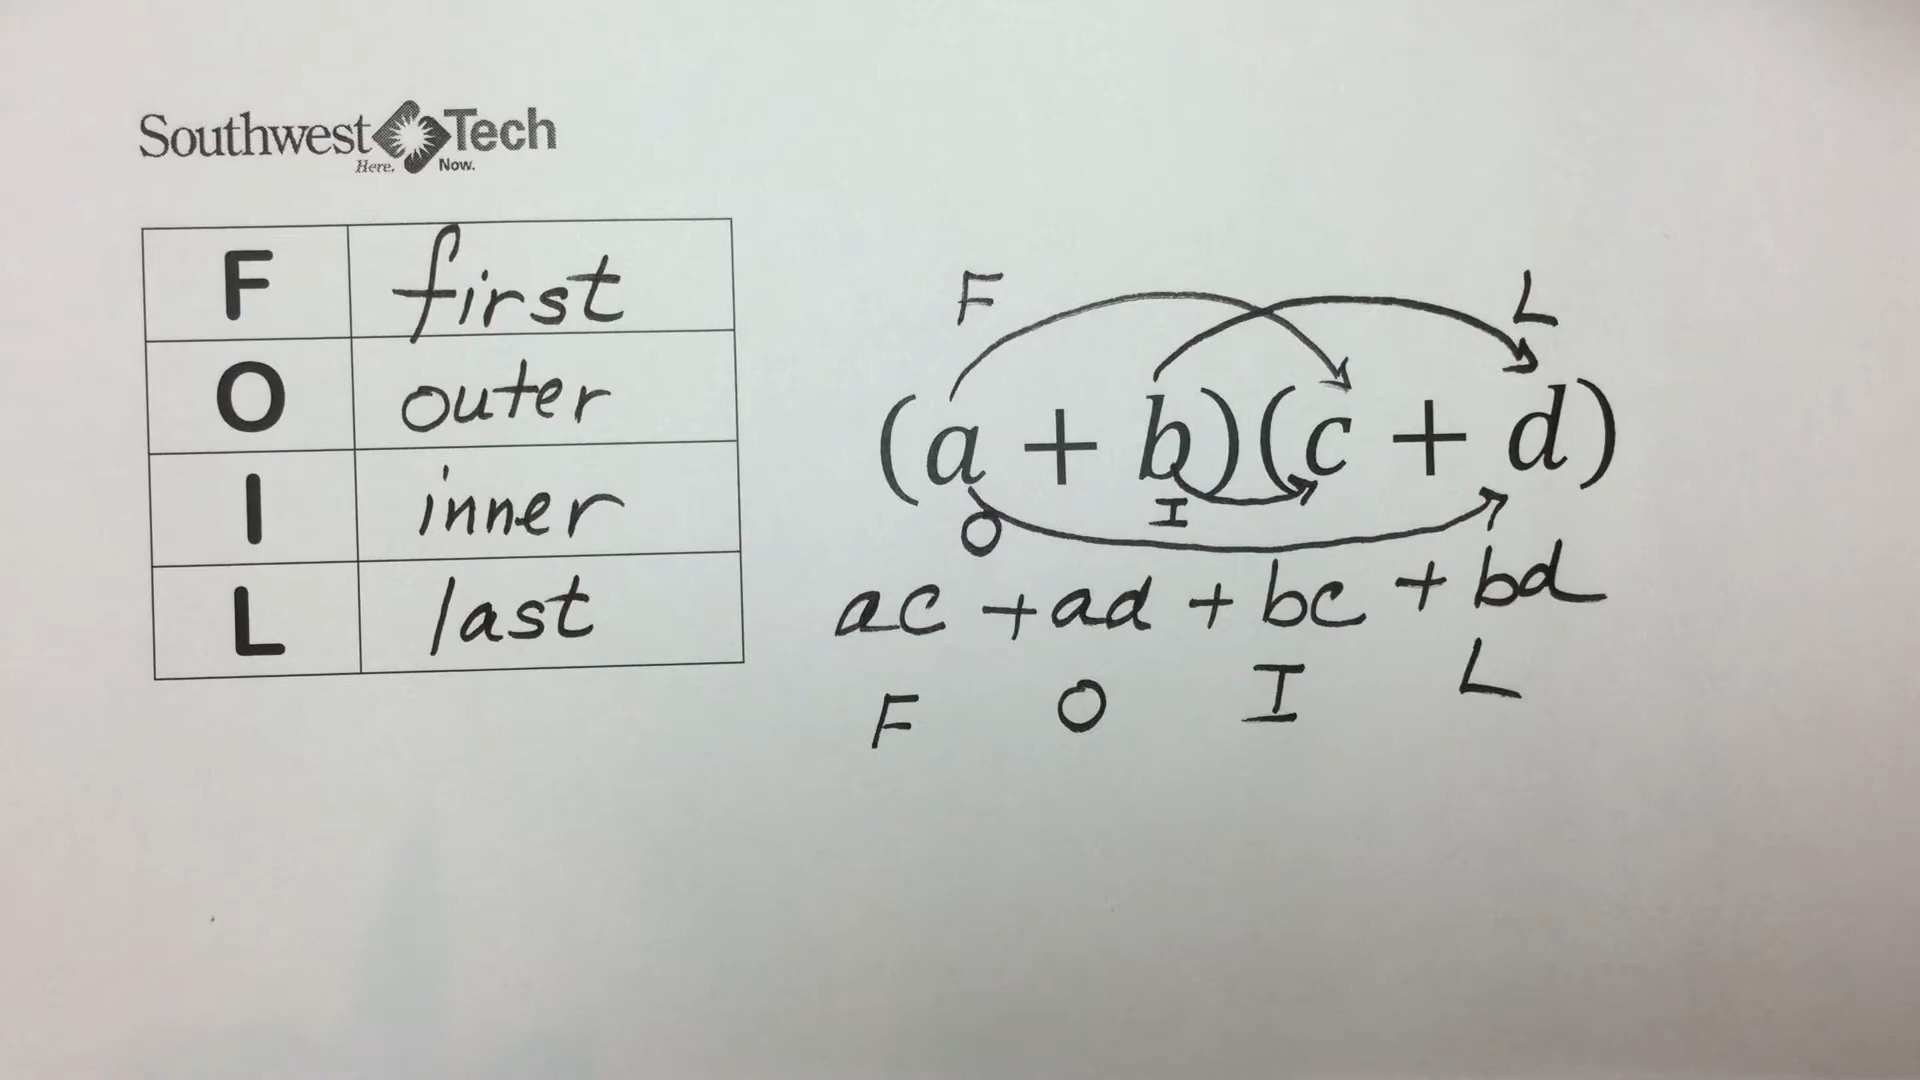 Southwest Tech
Here. Now.
F first
O outer
I inner
L last
F L
(a + b)(c + d)
O I
ac + ad + bc + bd
F O I L